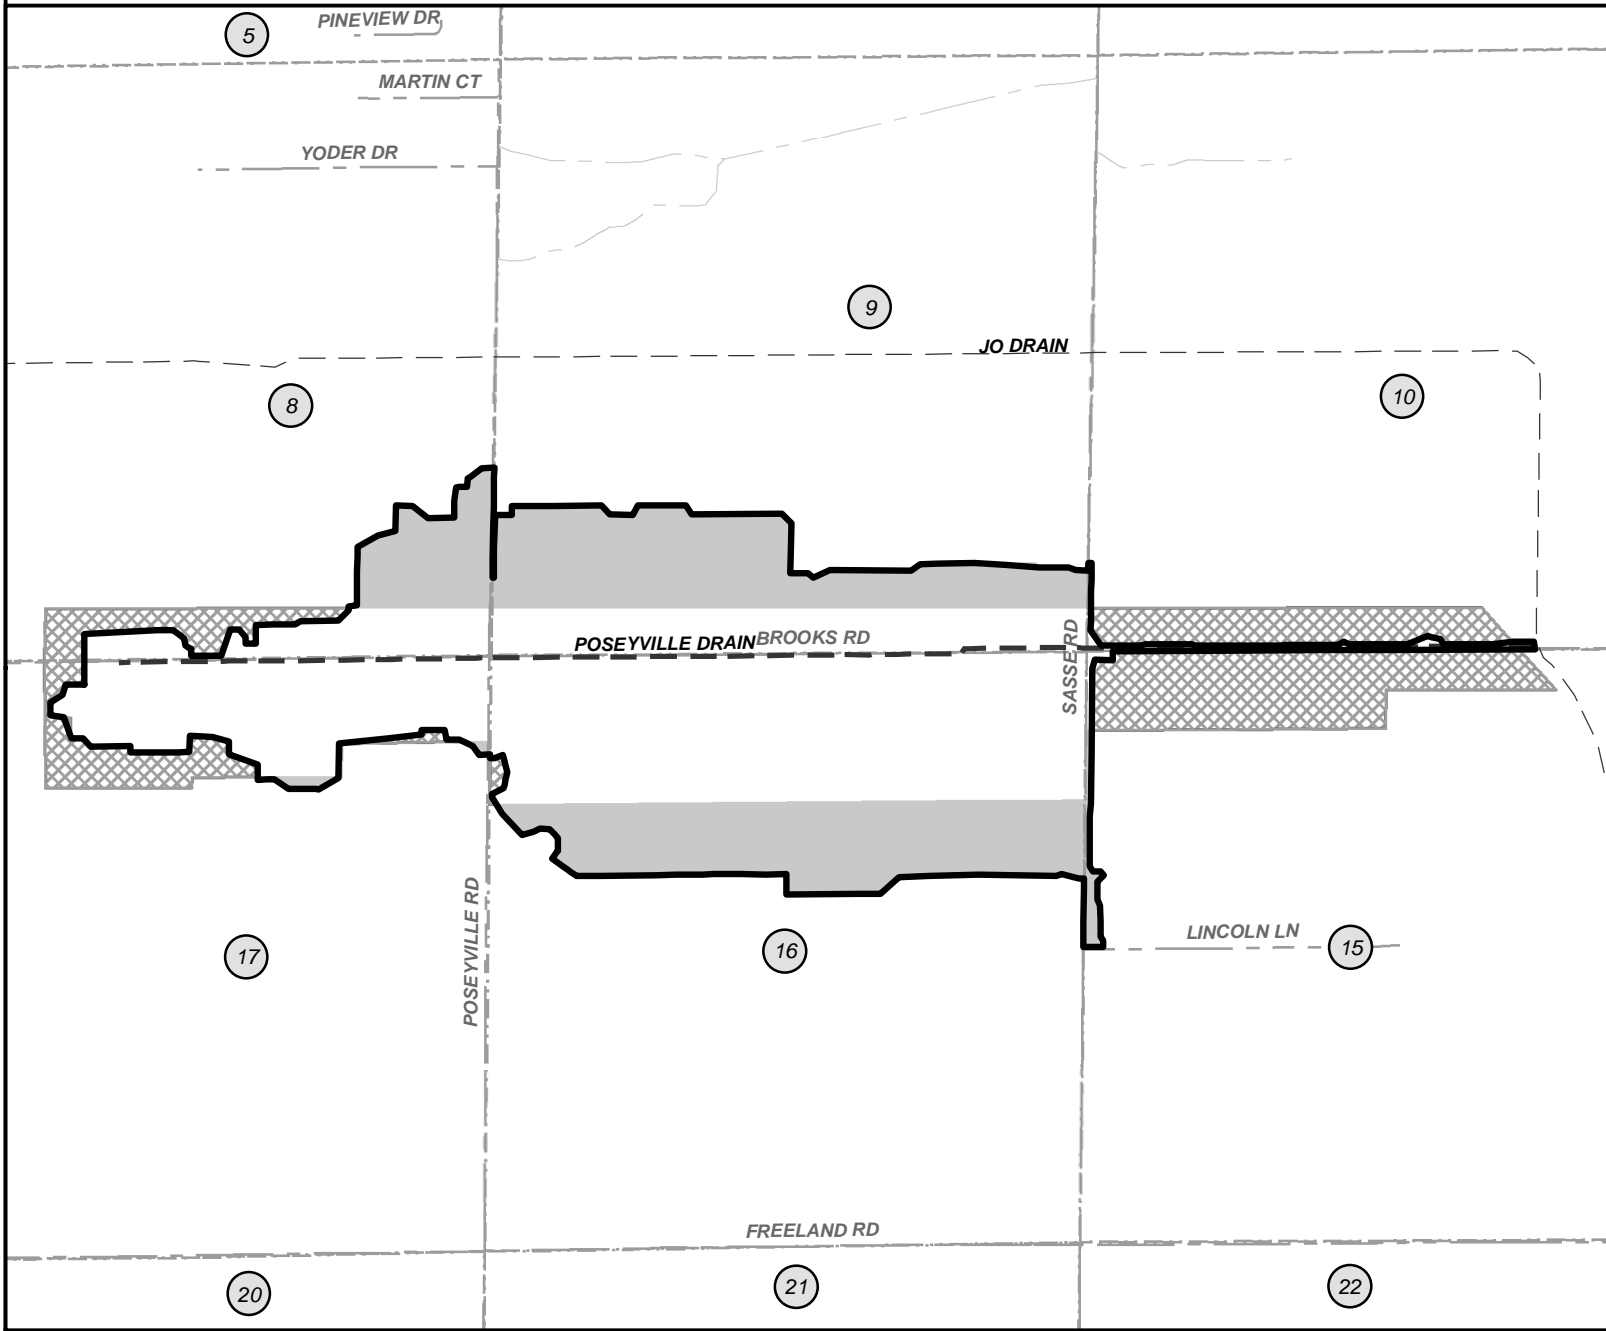 PINEVIEW DR
5
MARTIN CT
YODER DR
9
JO DRAIN
8
10
POSEYVILLE DRAIN
BROOKS RD
SASSE RD
POSEYVILLE RD
17
16
LINCOLN LN
15
FREELAND RD
20
21
22